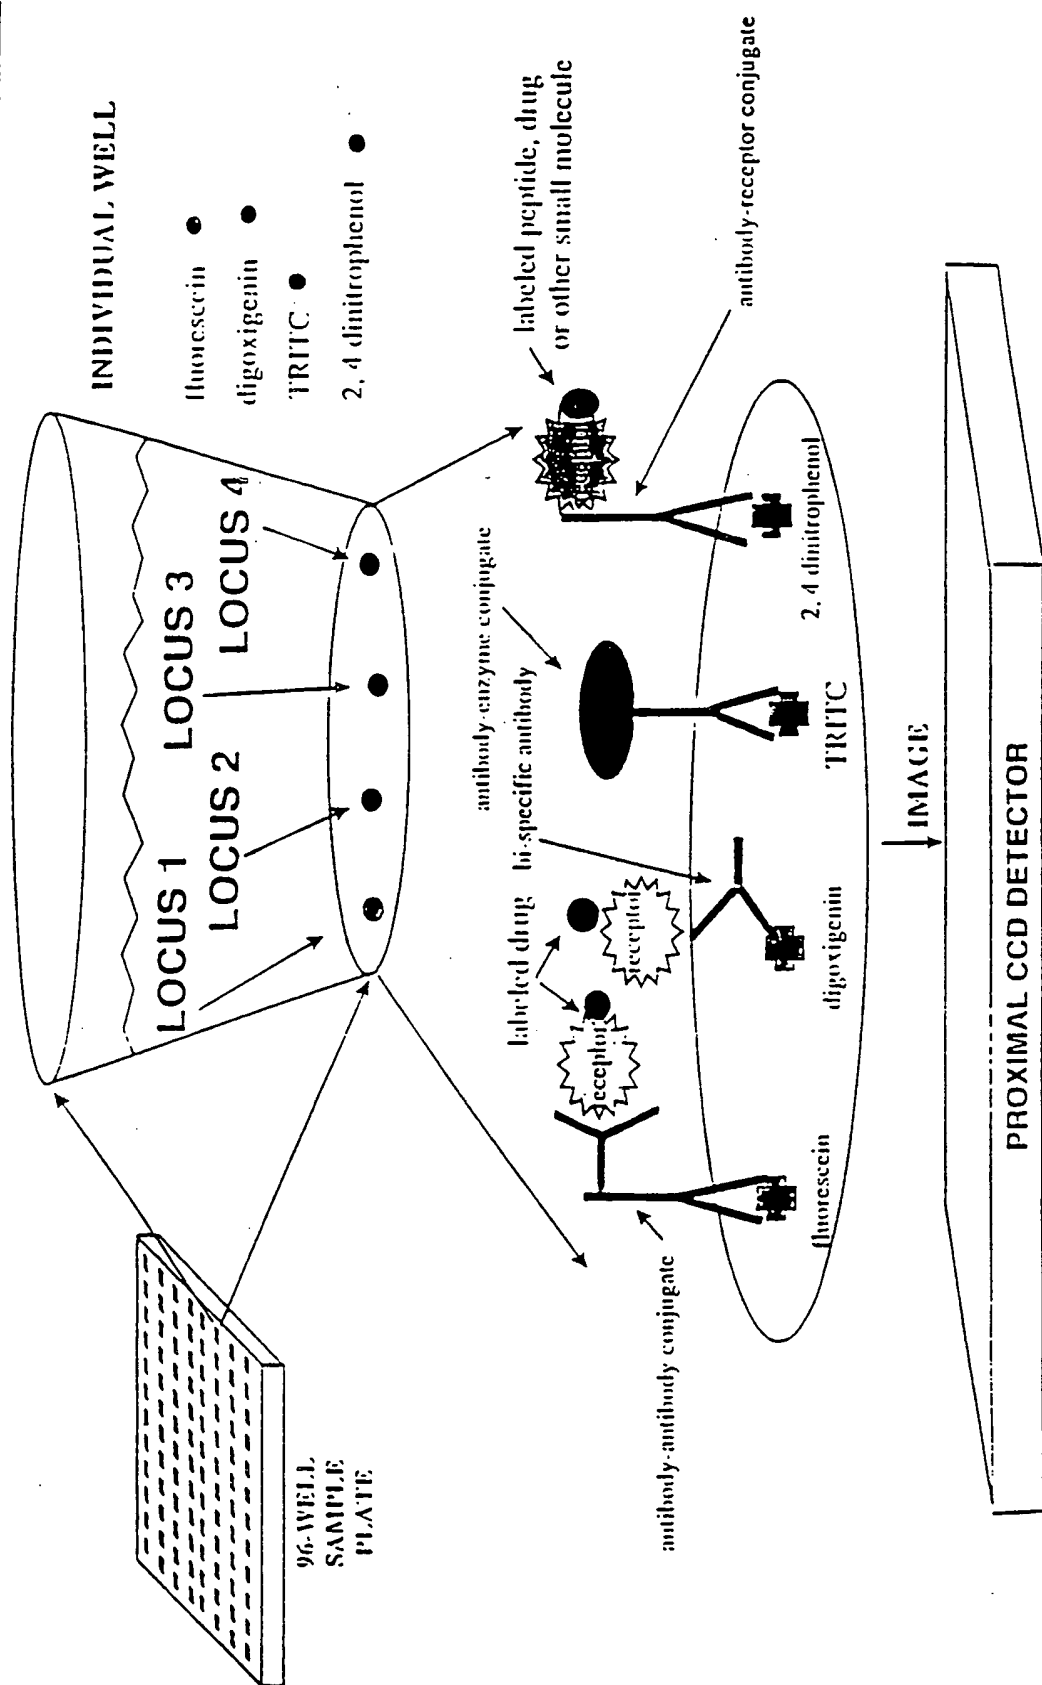 INDIVIDUAL WELL
fluorescein
digoxigenin
TRITC
2, 4 dinitrophenol
LOCUS 1
LOCUS 2
LOCUS 3
LOCUS 4
96-WELL
SAMPLE
PLATE
labeled peptide, drug
or other small molecule
antibody-receptor conjugate
antibody-enzyme conjugate
bi-specific antibody
labeled drug
receptor
receptor
receptor
antibody-antibody conjugate
fluorescein
digoxigenin
TRITC
2, 4 dinitrophenol
IMAGE
PROXIMAL CCD DETECTOR